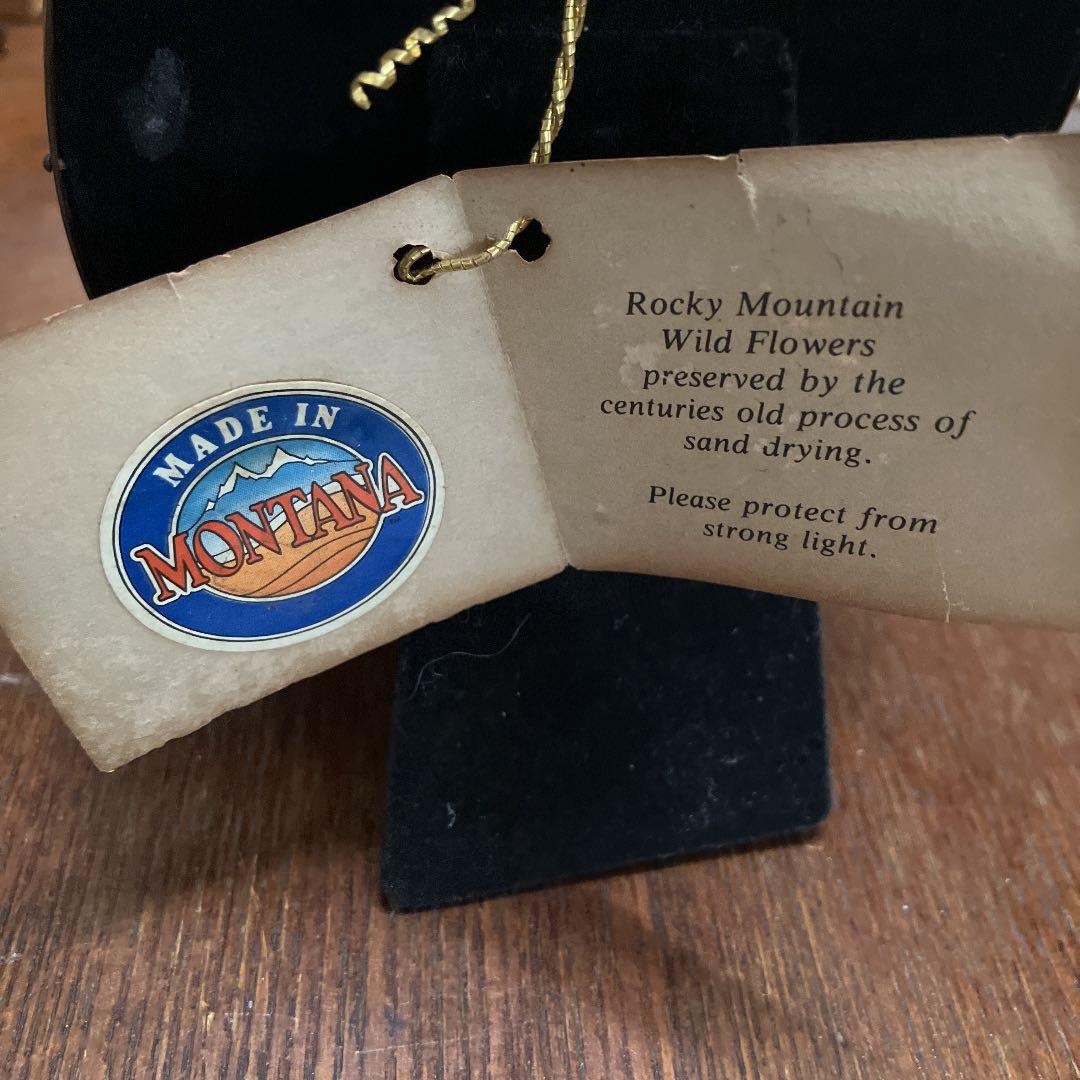 MADE IN
MONTANA
Rocky Mountain
Wild Flowers
preserved by the
centuries old process of
sand drying.
Please protect from
strong light.